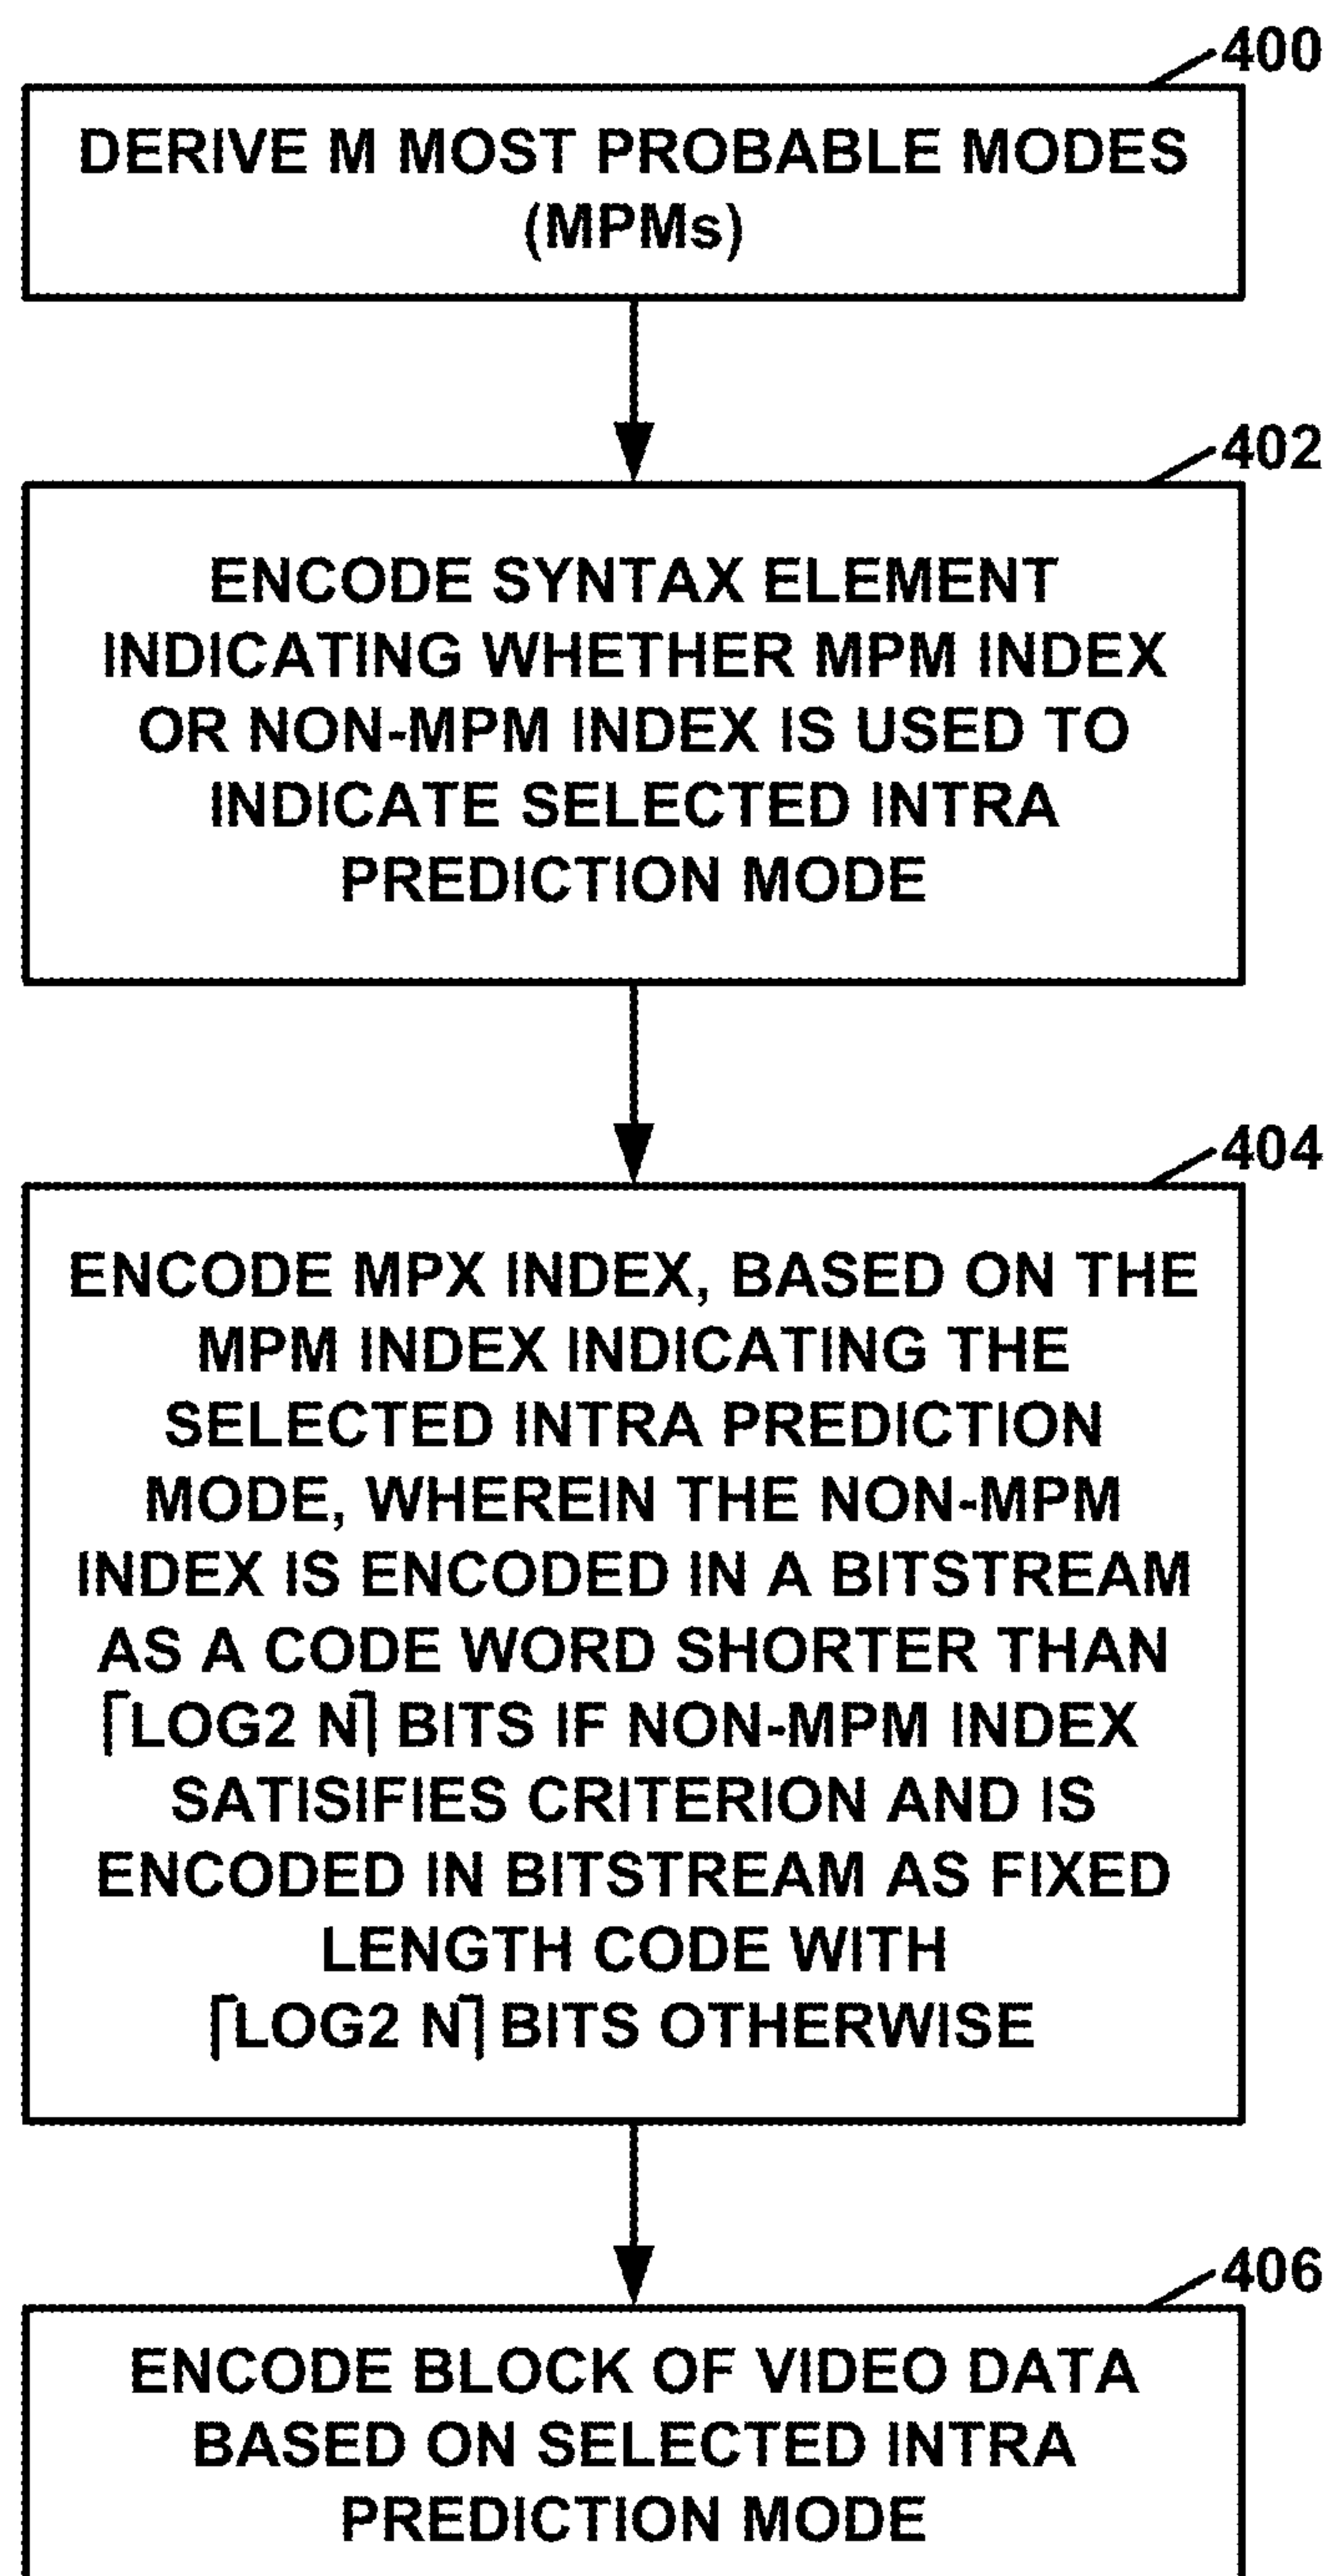 400
DERIVE M MOST PROBABLE MODES
(MPMs)
402
ENCODE SYNTAX ELEMENT
INDICATING WHETHER MPM INDEX
OR NON-MPM INDEX IS USED TO
INDICATE SELECTED INTRA
PREDICTION MODE
404
ENCODE MPX INDEX, BASED ON THE
MPM INDEX INDICATING THE
SELECTED INTRA PREDICTION
MODE, WHEREIN THE NON-MPM
INDEX IS ENCODED IN A BITSTREAM
AS A CODE WORD SHORTER THAN
⌈LOG2 N⌉ BITS IF NON-MPM INDEX
SATISIFIES CRITERION AND IS
ENCODED IN BITSTREAM AS FIXED
LENGTH CODE WITH
⌈LOG2 N⌉ BITS OTHERWISE
406
ENCODE BLOCK OF VIDEO DATA
BASED ON SELECTED INTRA
PREDICTION MODE